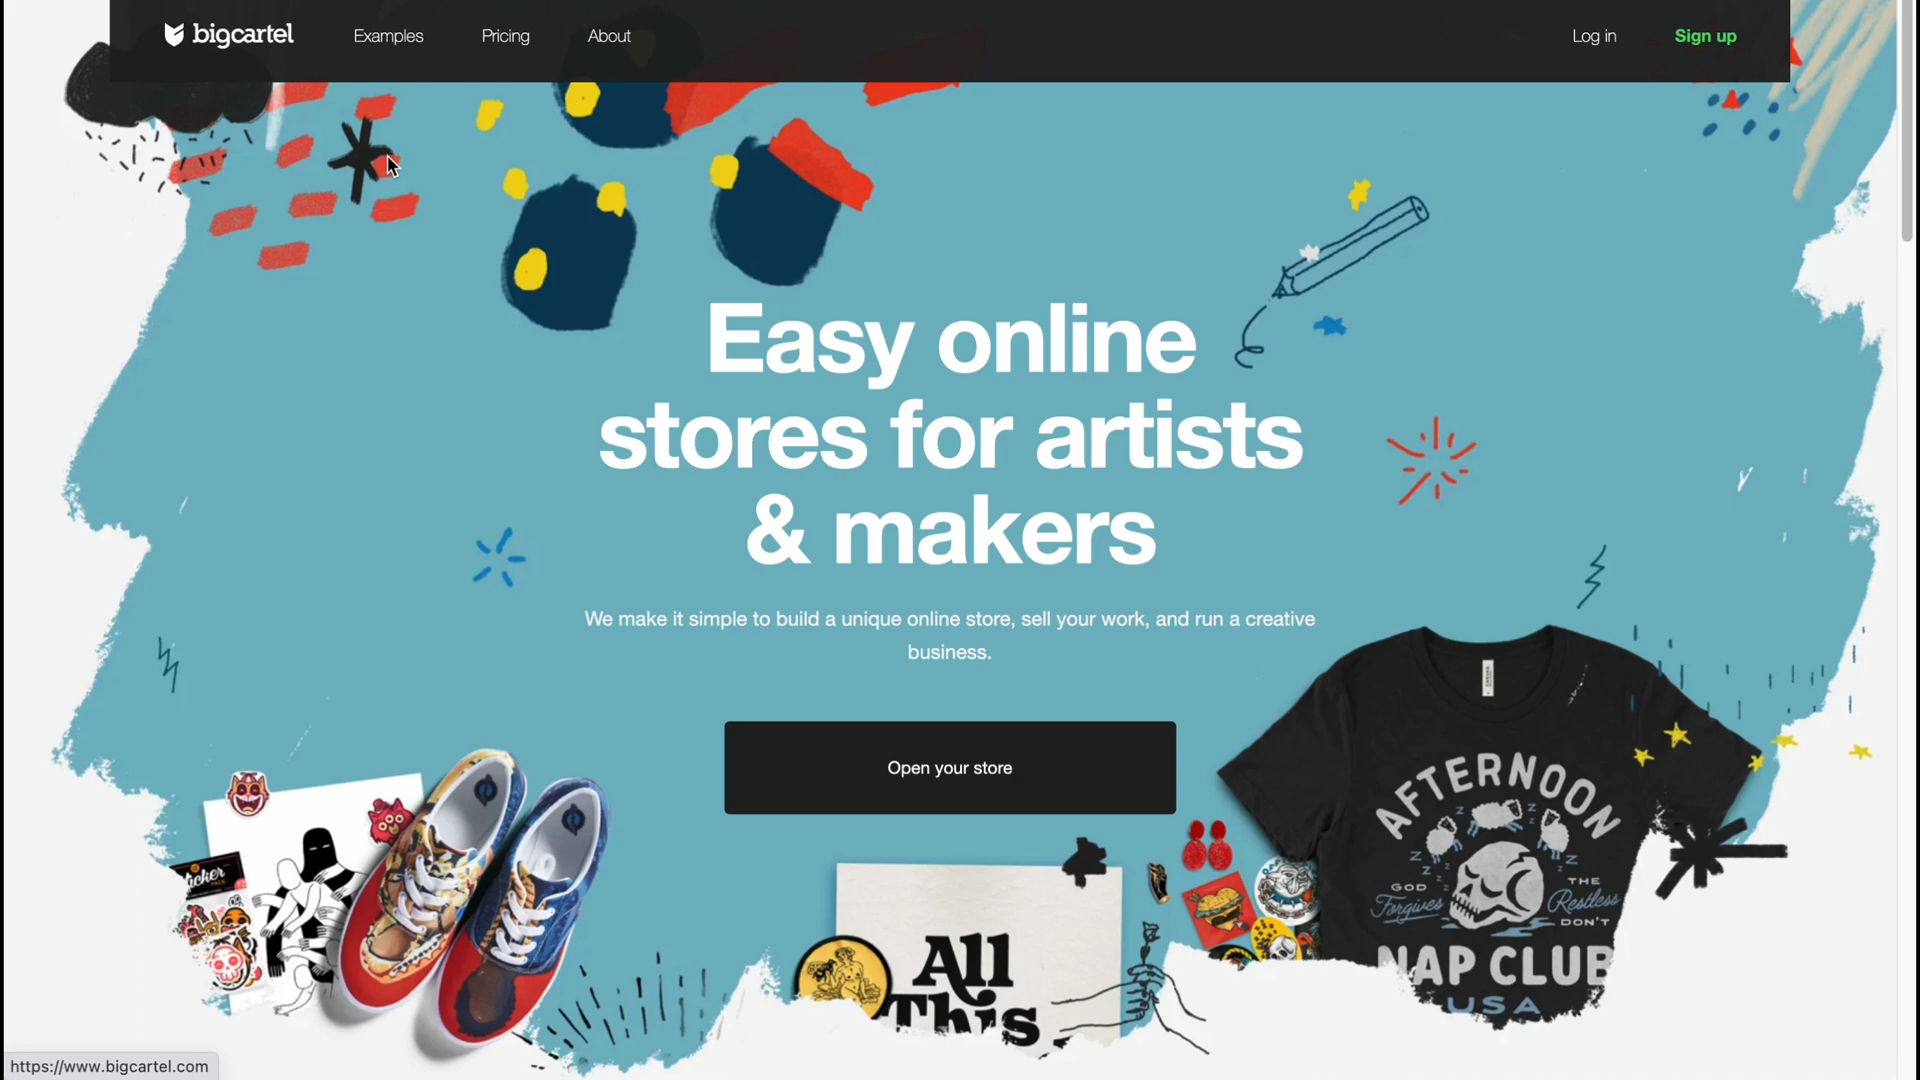 bigcartel
Examples
Pricing
About
Log in
Sign up
Easy online
stores for artists
& makers
We make it simple to build a unique online store, sell your work, and run a creative
business.
Open your store
AFTERNOON
GOD
Forgives
THE
Restless
DON'T
NAP CLUB
USA
All
This
https://www.bigcartel.com